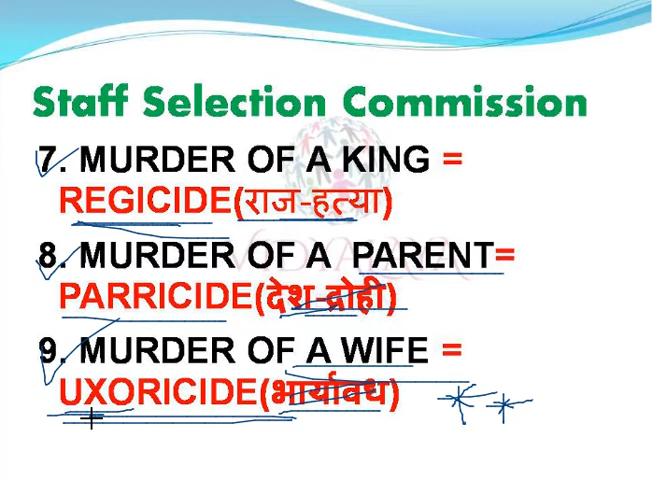 Staff Selection Commission
7. MURDER OF A KING =
REGICIDE(राज-हत्या)
8. MURDER OF A PARENT=
PARRICIDE(देश-द्रोही)
9. MURDER OF A WIFE =
UXORICIDE(भार्यावध)